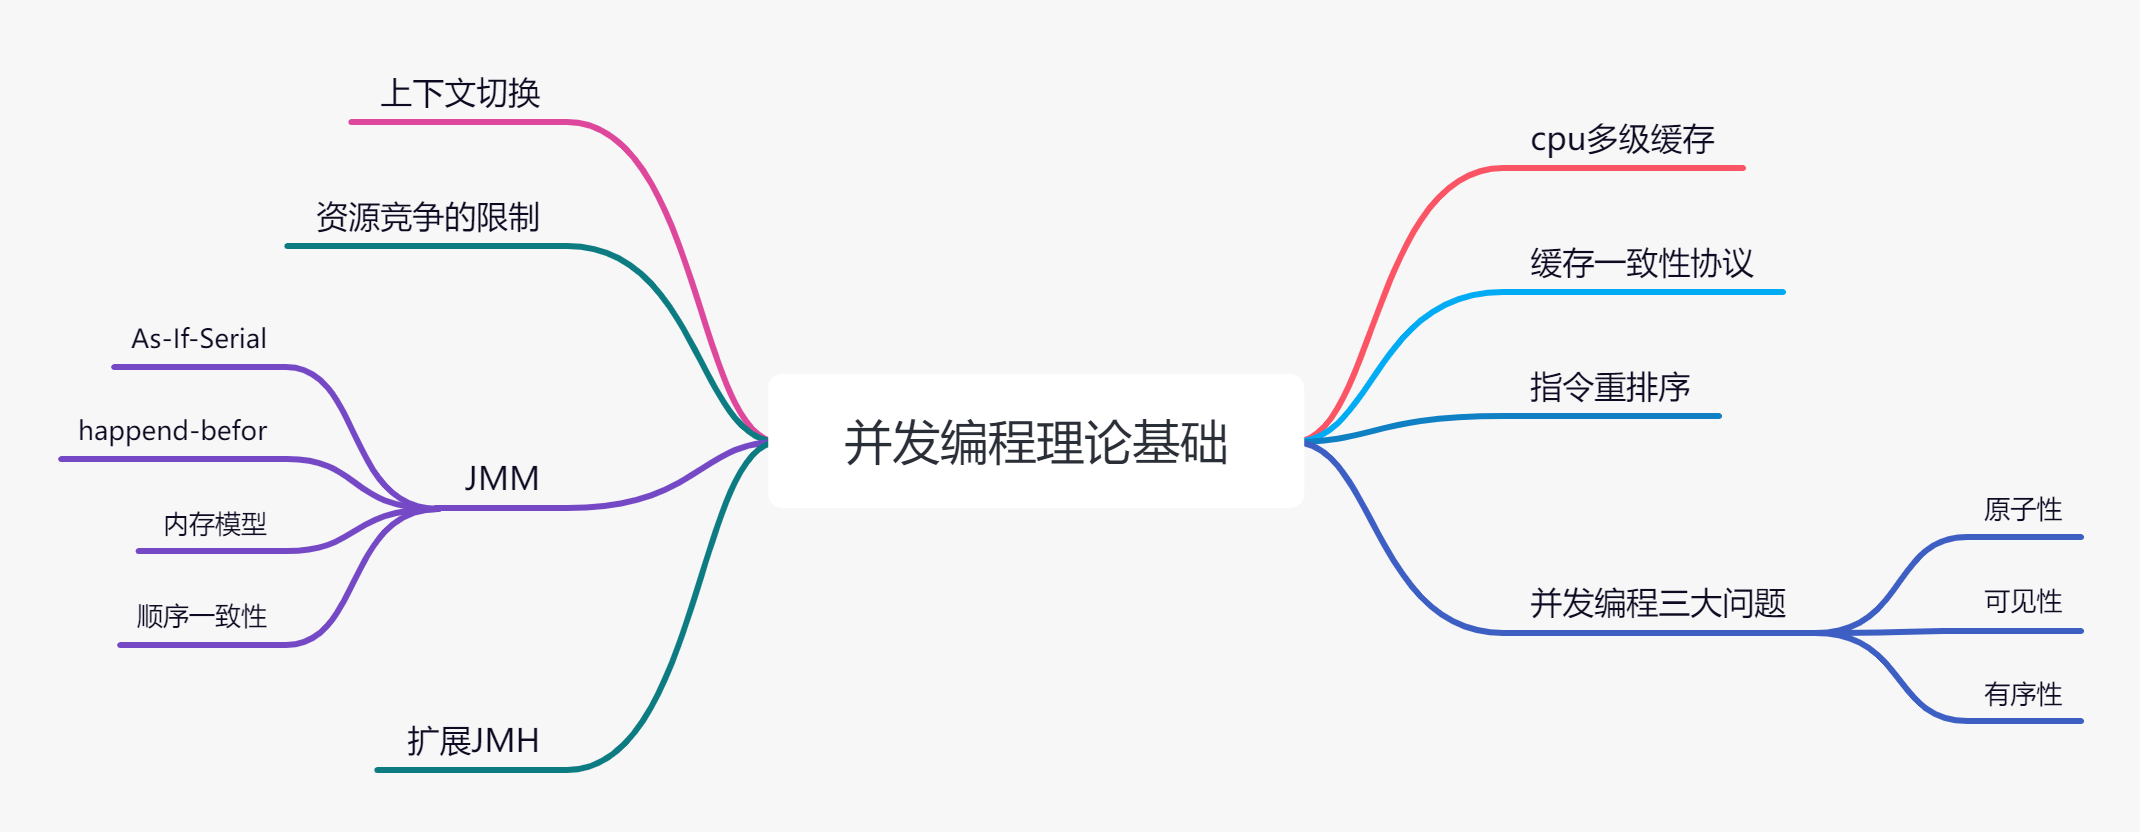 并发编程理论基础
cpu多级缓存
缓存一致性协议
指令重排序
并发编程三大问题
原子性
可见性
有序性
上下文切换
资源竞争的限制
JMM
As-If-Serial
happend-befor
内存模型
顺序一致性
扩展JMH